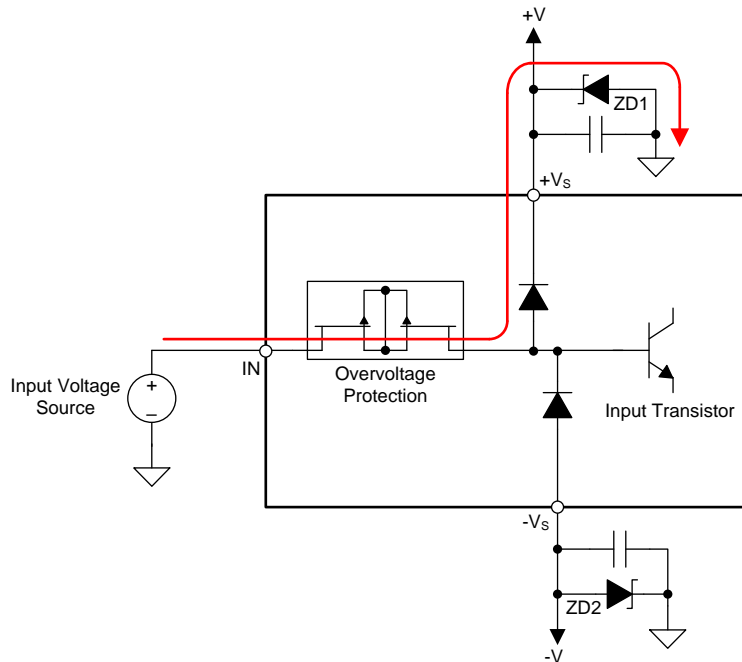 +V
ZD1
+VS
IN
Overvoltage
Protection
Input Voltage
Source
+
–
Input Transistor
-VS
ZD2
-V